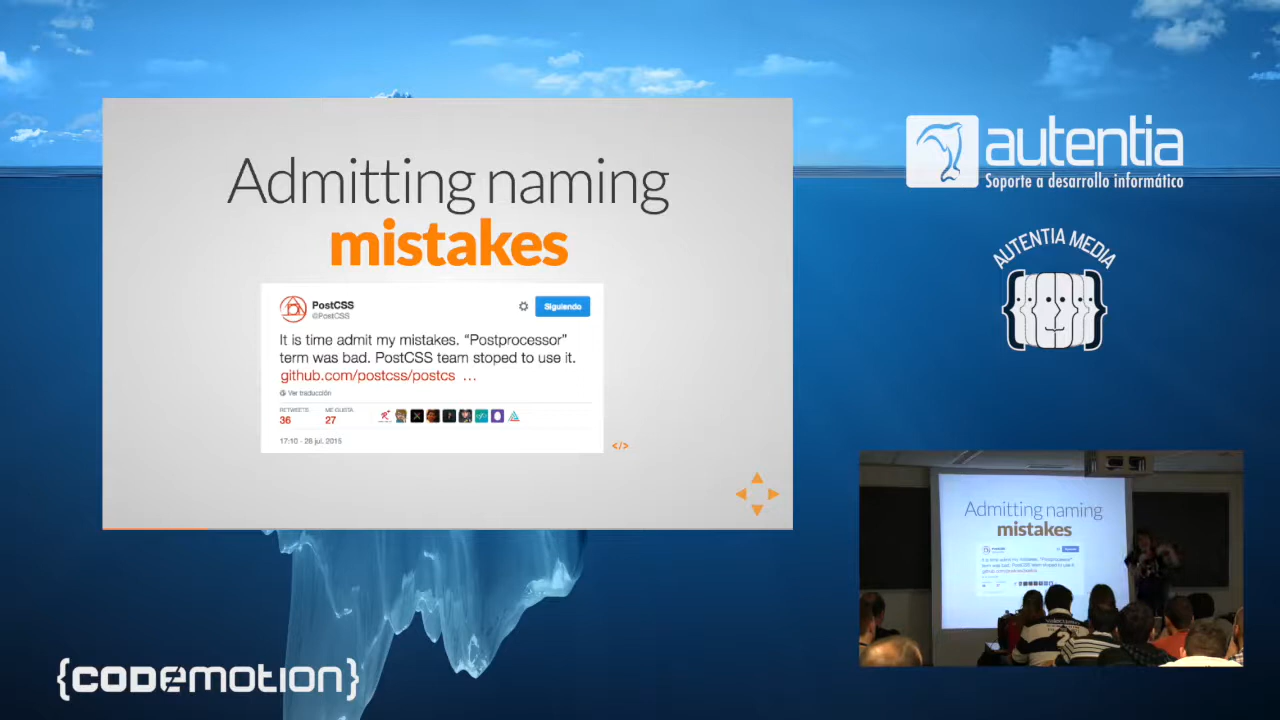 Admitting naming
mistakes
PostCSS
@PostCSS
Siguiendo
It is time admit my mistakes. “Postprocessor”
term was bad. PostCSS team stoped to use it.
github.com/postcss/postcs …
Ver traducción
RETWEETS
ME GUSTA
36
27
17:10 - 28 jul. 2015
</>
autentia
Soporte a desarrollo informático
AUTENTIA MEDIA
Admitting naming
mistakes
{CODEMOTION}